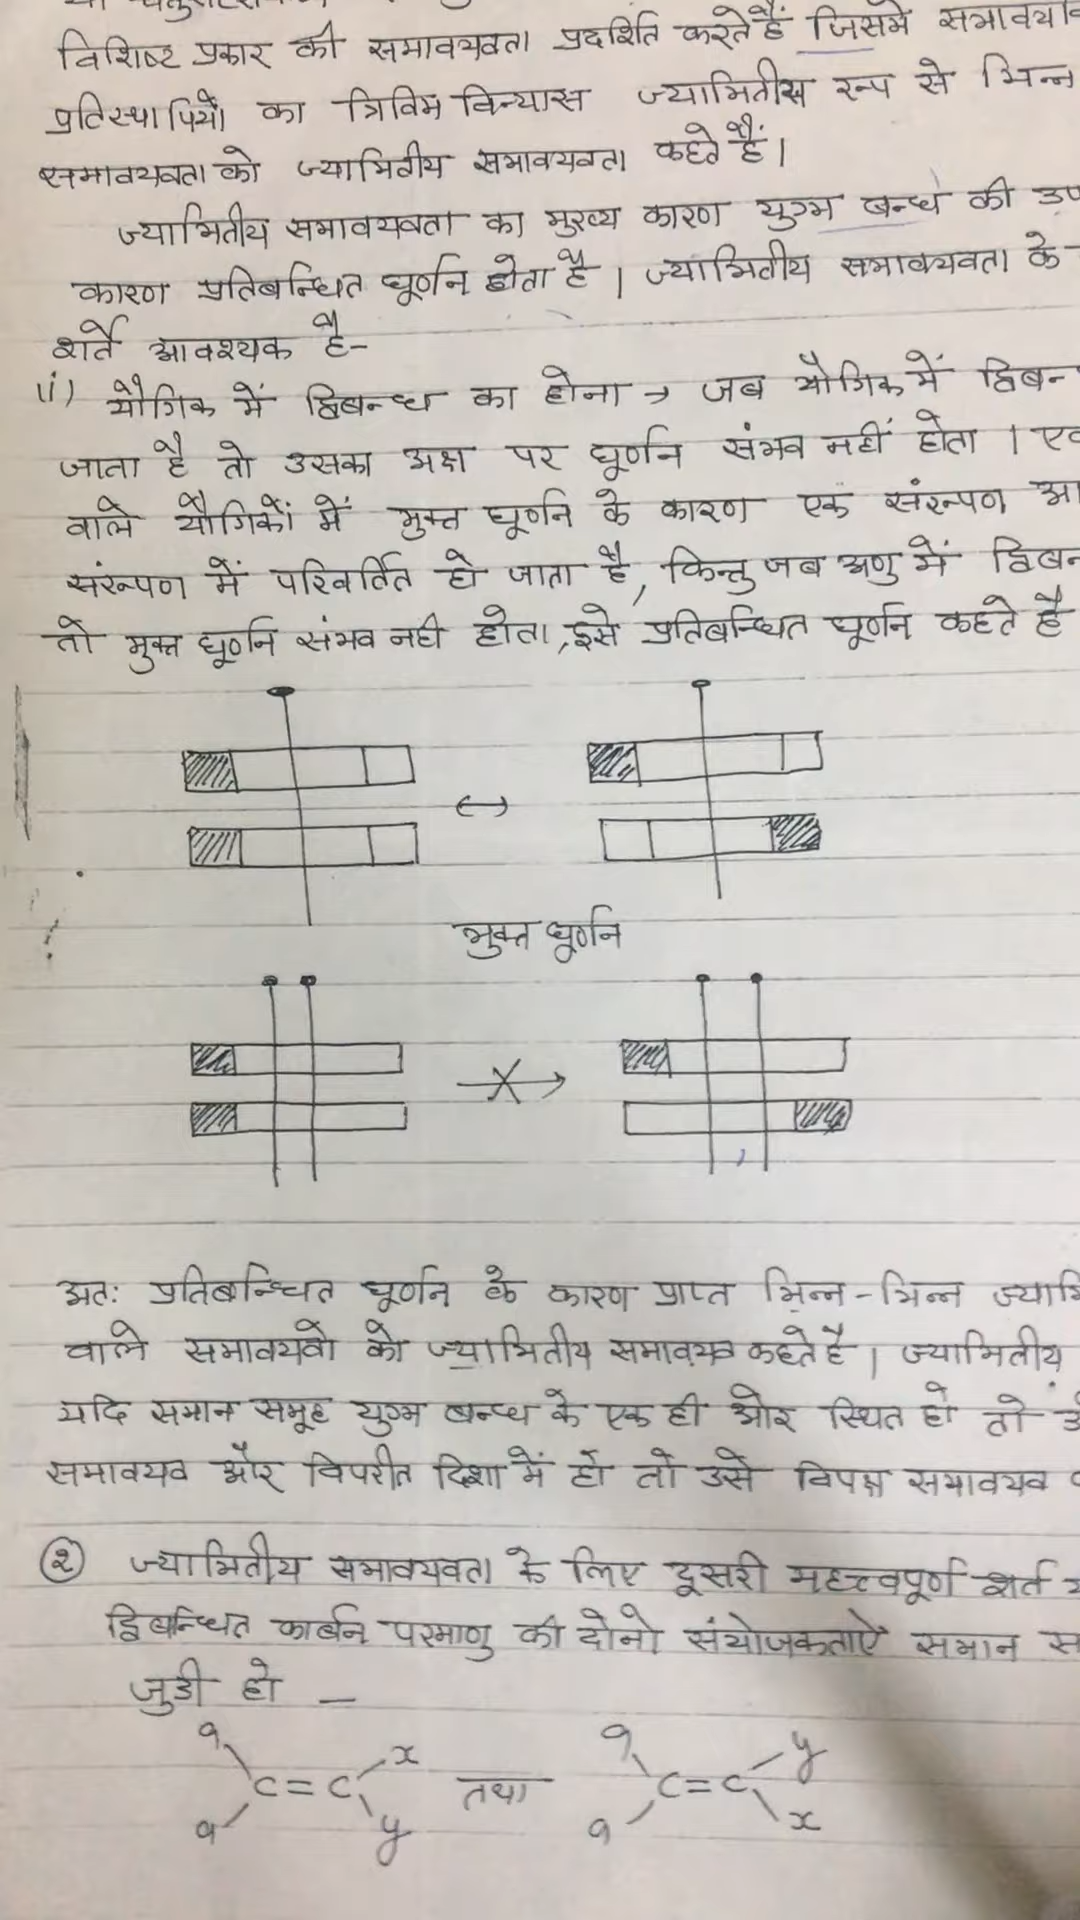 विशिष्ट प्रकार की समावयवता प्रदर्शित करते हैं जिसमें
प्रतिस्थापियों का त्रिविम विन्यास ज्यामितीय रूप से भिन्न
समावयवता को ज्यामितीय समावयवता कहते हैं।
ज्यामितीय समावयवता का मुख्य कारण युग्म बन्ध की
कारण प्रतिबन्धित घूर्णन होता है। ज्यामितीय समावयवता के
शर्तें आवश्यक है-
(i) यौगिक में द्विबन्ध का होना → जब यौगिक में द्विबन
जाता है तो उसका अक्ष पर घूर्णन संभव नहीं होता। एक
वाले यौगिकों में मुक्त घूर्णन के कारण एक संरूपण
संरूपण में परिवर्तित हो जाता है, किन्तु जब अणु में द्विबन
तो मुक्त घूर्णन संभव नही होता, इसे प्रतिबन्धित घूर्णन कहते है
↔
मुक्त घूर्णन
अतः प्रतिबन्धित घूर्णन के कारण प्राप्त भिन्न-भिन्न ज्यामि
वाले समावयवो को ज्यामितीय समावयव कहते है। ज्यामितीय
यदि समान समूह युग्म बन्ध के एक ही ओर स्थित हो तो
समावयव और विपरीत दिशा में हों तो उसे विपक्ष समावयव
② ज्यामितीय समावयवता के लिए दूसरी महत्त्वपूर्ण शर्त
द्विबन्धित कार्बन परमाणु की दोनो संयोजकताऐं समान स
जुडी हो –
a a C=C x y तथा a a C=C y x